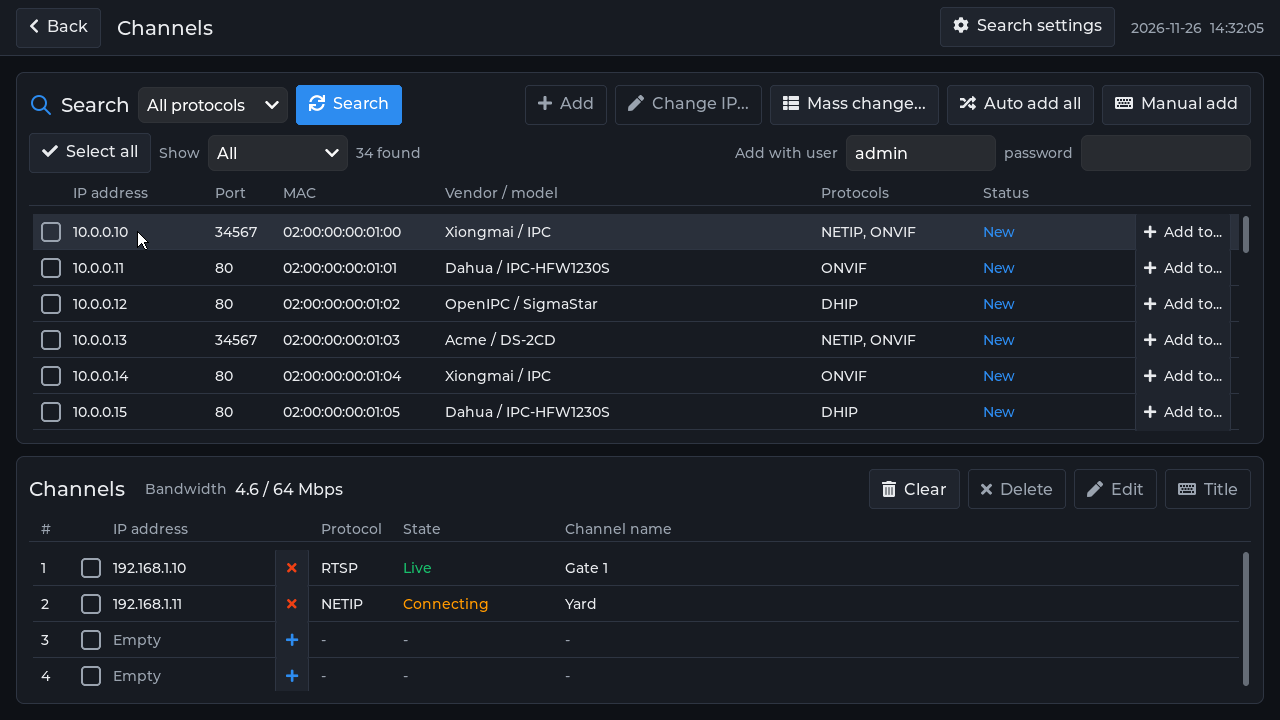 Back Channels Search settings 2026-11-26 14:32:05
Search All protocols Search Add Change IP... Mass change... Auto add all Manual add
Select all Show All 34 found Add with user admin password
IP address Port MAC Vendor / model Protocols Status
10.0.0.10 34567 02:00:00:00:01:00 Xiongmai / IPC NETIP, ONVIF New Add to...
10.0.0.11 80 02:00:00:00:01:01 Dahua / IPC-HFW1230S ONVIF New Add to...
10.0.0.12 80 02:00:00:00:01:02 OpenIPC / SigmaStar DHIP New Add to...
10.0.0.13 34567 02:00:00:00:01:03 Acme / DS-2CD NETIP, ONVIF New Add to...
10.0.0.14 80 02:00:00:00:01:04 Xiongmai / IPC ONVIF New Add to...
10.0.0.15 80 02:00:00:00:01:05 Dahua / IPC-HFW1230S DHIP New Add to...
Channels Bandwidth 4.6 / 64 Mbps Clear Delete Edit Title
# IP address Protocol State Channel name
1 192.168.1.10 RTSP Live Gate 1
2 192.168.1.11 NETIP Connecting Yard
3 Empty - - -
4 Empty - - -